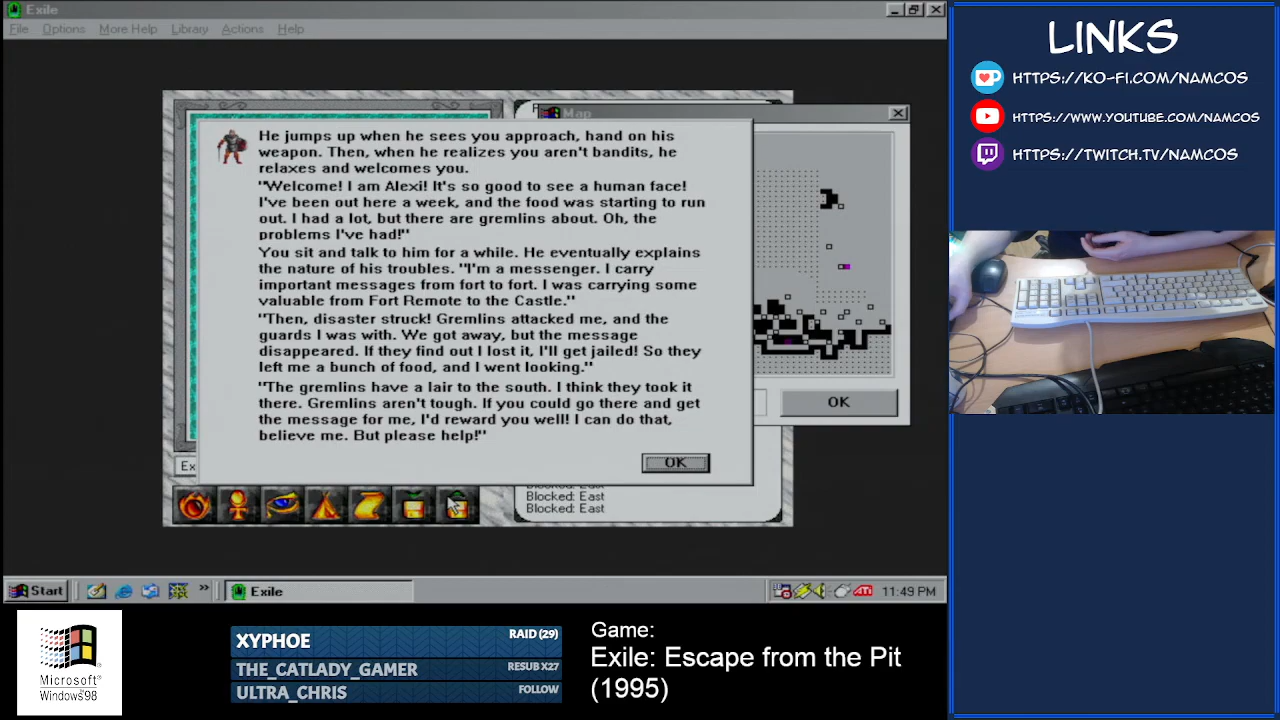 Exile
File Options More Help Library Actions Help
Map
He jumps up when he sees you approach, hand on his
weapon. Then, when he realizes you aren't bandits, he
relaxes and welcomes you.
"Welcome! I am Alexi! It's so good to see a human face!
I've been out here a week, and the food was starting to run
out. I had a lot, but there are gremlins about. Oh, the
problems I've had!"
You sit and talk to him for a while. He eventually explains
the nature of his troubles. "I'm a messenger. I carry
important messages from fort to fort. I was carrying some
valuable from Fort Remote to the Castle."
"Then, disaster struck! Gremlins attacked me, and the
guards I was with. We got away, but the message
disappeared. If they find out I lost it, I'll get jailed! So they
left me a bunch of food, and I went looking."
"The gremlins have a lair to the south. I think they took it
there. Gremlins aren't tough. If you could go there and get
the message for me, I'd reward you well! I can do that,
believe me. But please help!"
OK
OK
Ex
Blocked: East
Blocked: East
Start
Exile
ATI
11:49 PM
LINKS
HTTPS://KO-FI.COM/NAMCOS
HTTPS://WWW.YOUTUBE.COM/NAMCOS
HTTPS://TWITCH.TV/NAMCOS
Microsoft
Windows98
XYPHOE RAID (29)
THE_CATLADY_GAMER RESUB X27
ULTRA_CHRIS FOLLOW
Game:
Exile: Escape from the Pit
(1995)